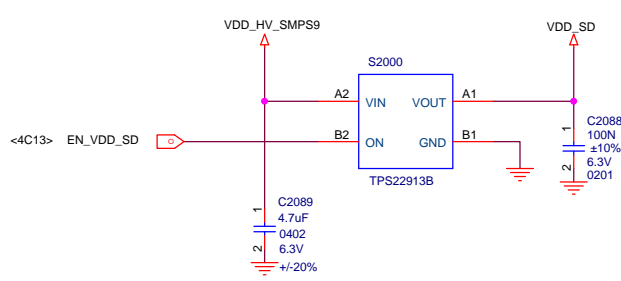 VDD_HV_SMPS9
VDD_SD
S2000
A2
VIN
VOUT
A1
<4C13>
EN_VDD_SD
B2
ON
GND
B1
TPS22913B
1
2
C2088
100N
±10%
6.3V
0201
1
2
C2089
4.7uF
0402
6.3V
+/-20%